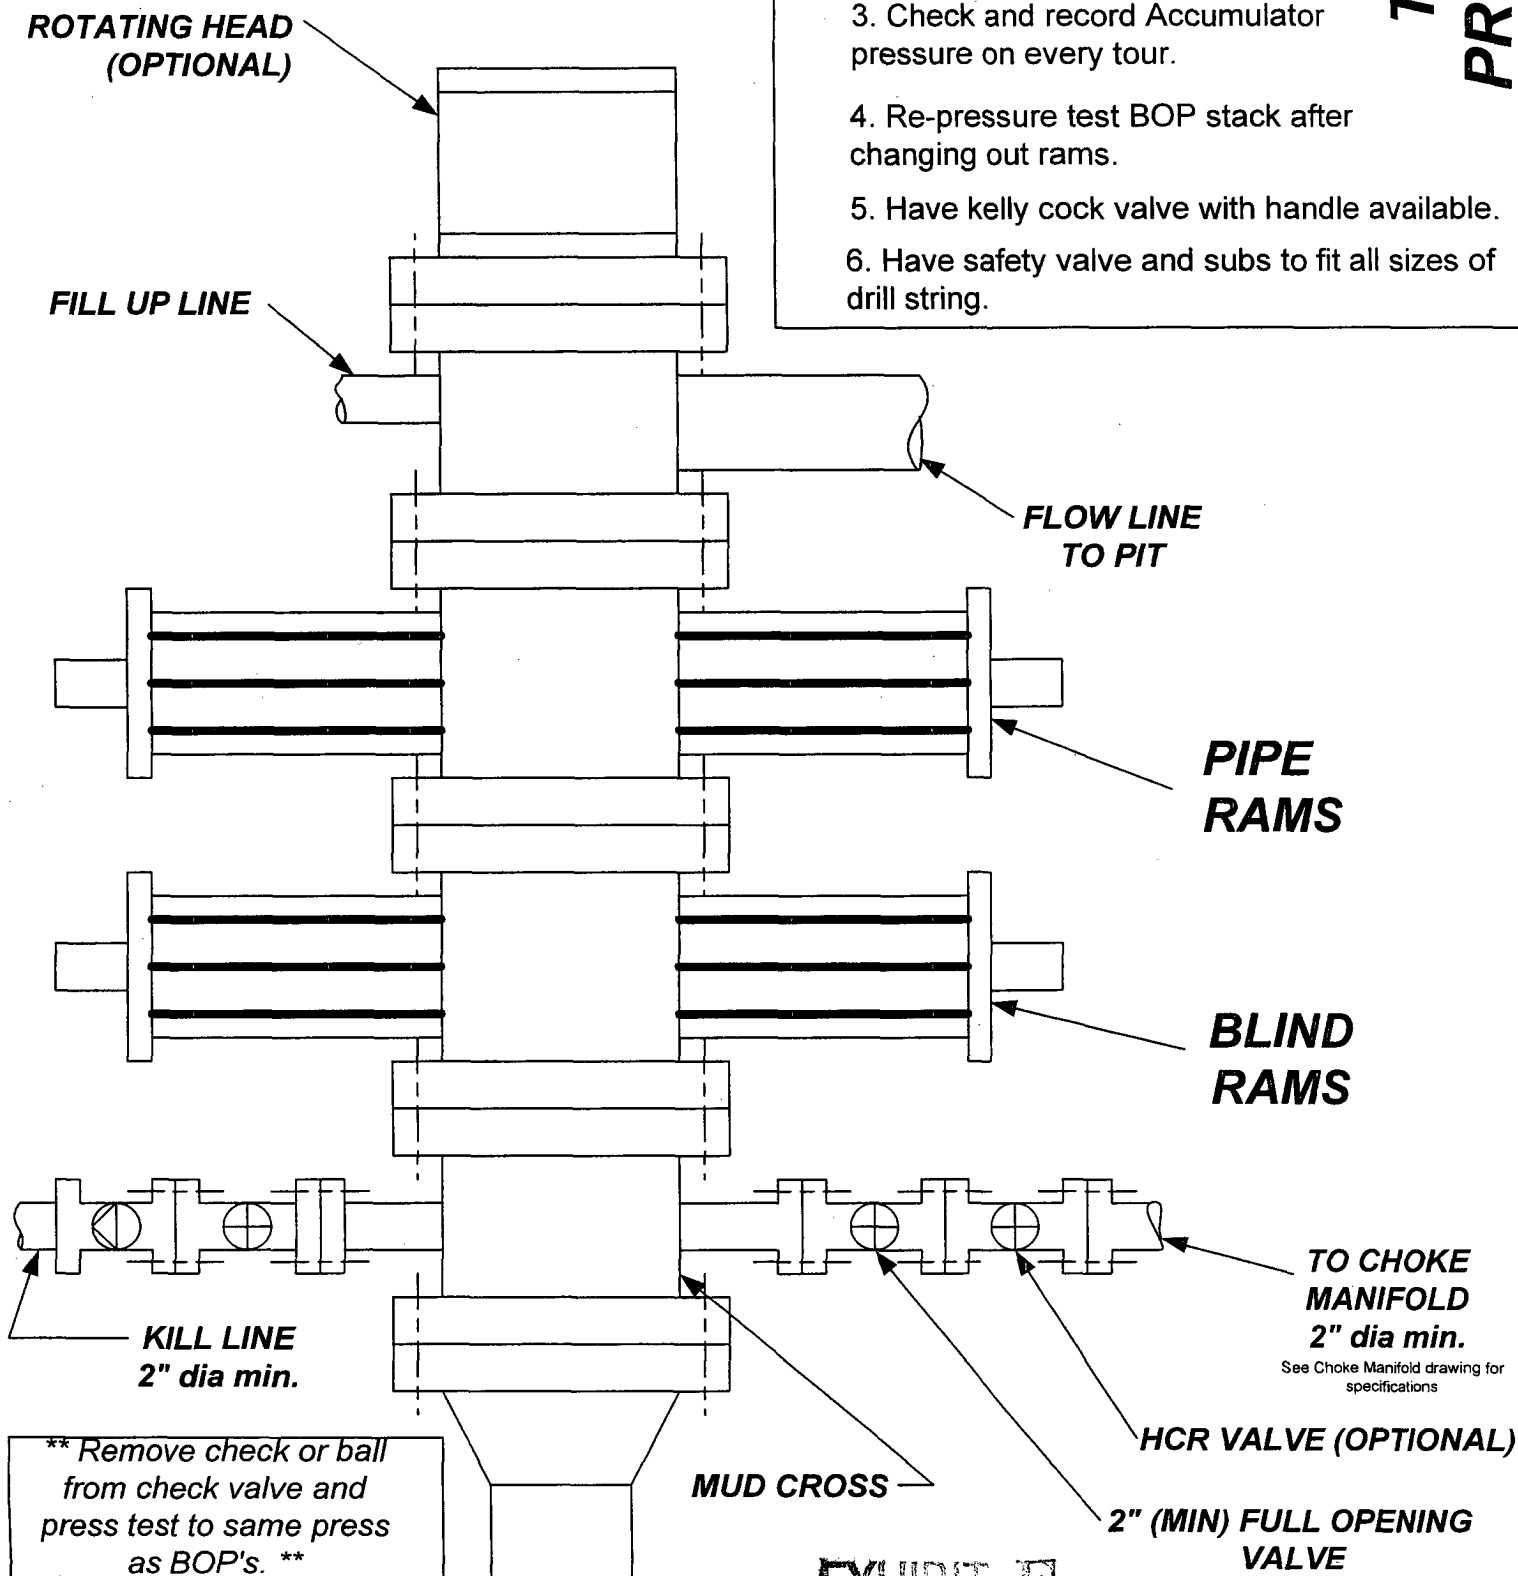 ROTATING HEAD
(OPTIONAL)
3. Check and record Accumulator
pressure on every tour.
4. Re-pressure test BOP stack after
changing out rams.
5. Have kelly cock valve with handle available.
6. Have safety valve and subs to fit all sizes of
drill string.
PR
FILL UP LINE
FLOW LINE
TO PIT
PIPE
RAMS
BLIND
RAMS
KILL LINE
2" dia min.
TO CHOKE
MANIFOLD
2" dia min.
See Choke Manifold drawing for
specifications
HCR VALVE (OPTIONAL)
MUD CROSS
2" (MIN) FULL OPENING
VALVE
** Remove check or ball
from check valve and
press test to same press
as BOP's. **
EXHIBIT